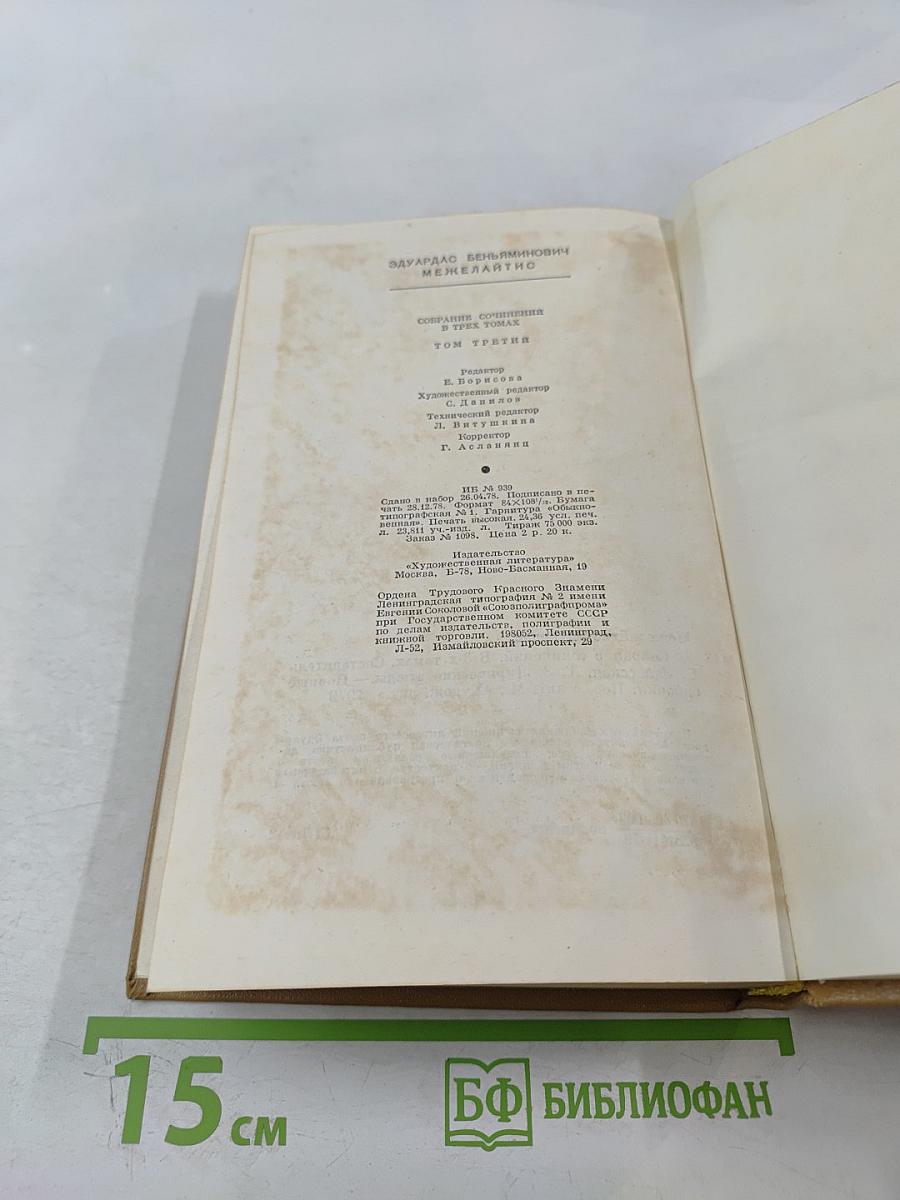 ЭДУАРДАС БЕНЬЯМИНОВИЧ
МЕЖЕЛАЙТИС
СОБРАНИЕ СОЧИНЕНИЙ
В ТРЕХ ТОМАХ
ТОМ ТРЕТИЙ
Редактор
Е. Борисова
Художественный редактор
С. Данилов
Технический редактор
Л. Витушкина
Корректор
Г. Асланянц
ИБ № 939
Сдано в набор 26.04.78. Подписано в пе-
чать 28.12.78. Формат 84×108¹/₃₂. Бумага
типографская № 1. Гарнитура «Обыкно-
венная». Печать высокая. 24,36 усл. печ.
л. 23,811 уч.-изд. л. Тираж 75 000 экз.
Заказ № 1098. Цена 2 р. 20 к.
Издательство
«Художественная литература»
Москва, Б-78, Ново-Басманная, 19
Ордена Трудового Красного Знамени
Ленинградская типография № 2 имени
Евгении Соколовой «Союзполиграфпрома»
при Государственном комитете СССР
по делам издательств, полиграфии и
книжной торговли. 198052, Ленинград,
Л-52, Измайловский проспект, 29
15 см
БФ БИБЛИОФАН